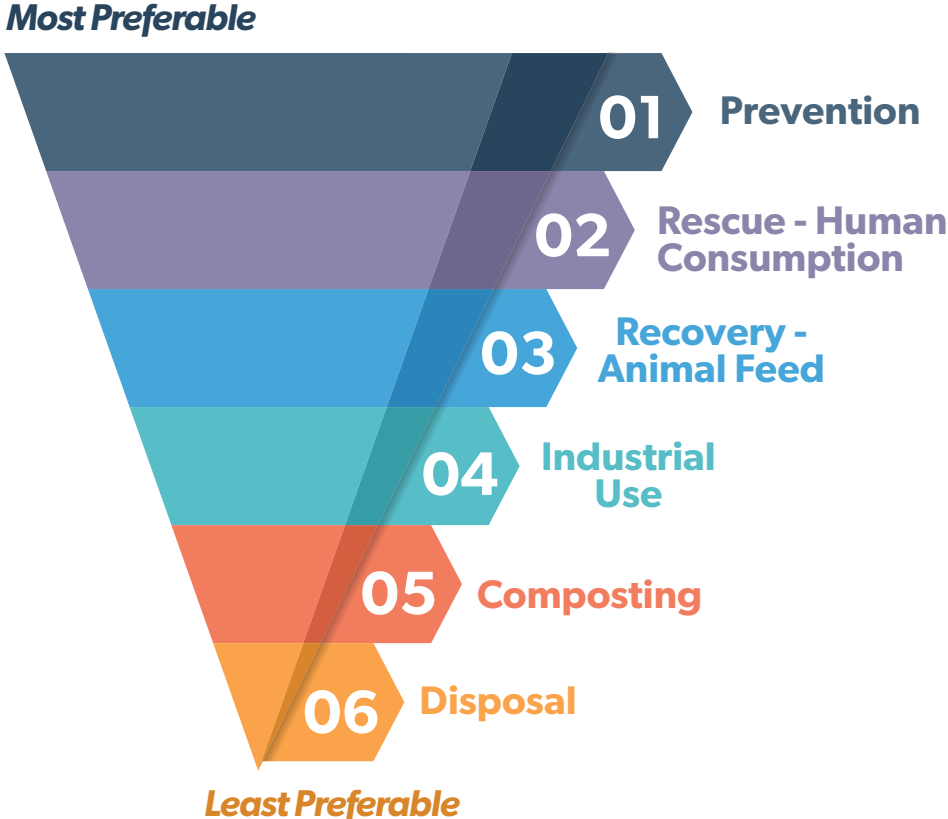 Most Preferable
01 Prevention
02 Rescue - Human
Consumption
03 Recovery -
Animal Feed
04 Industrial
Use
05 Composting
06 Disposal
Least Preferable